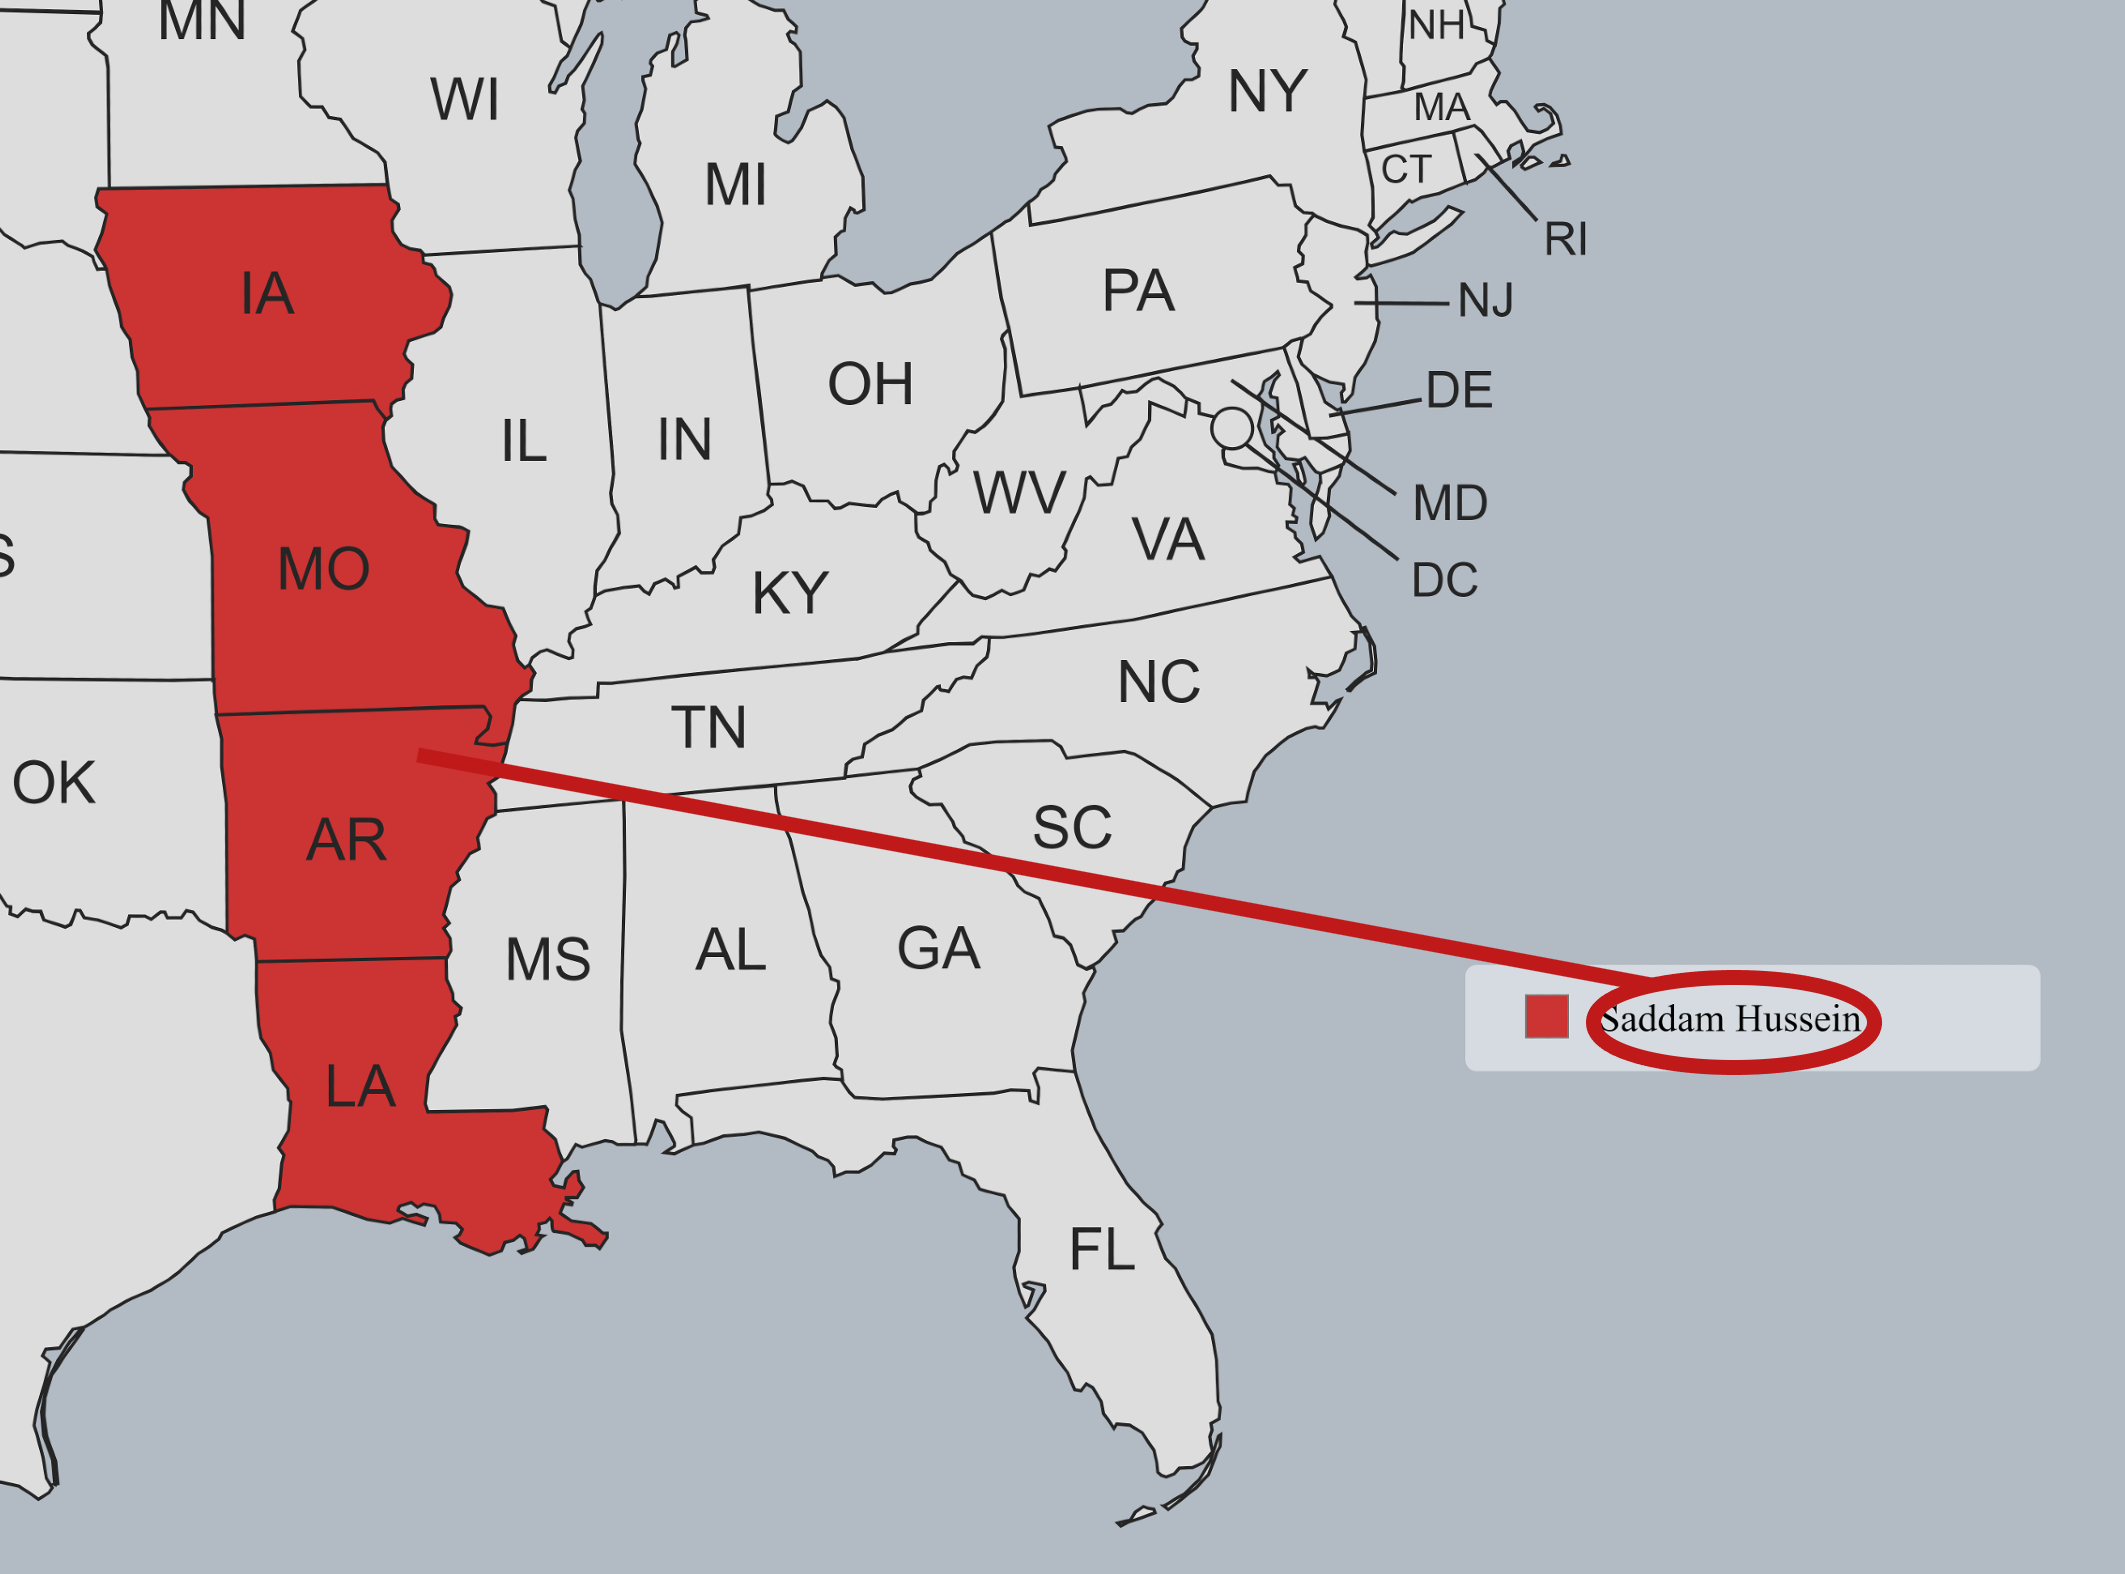 MN
NH
WI
NY
MA
MI
CT
RI
IA
PA
NJ
OH
DE
IL
IN
WV
MD
VA
S
MO
DC
KY
NC
TN
OK
SC
AR
GA
MS
AL
Saddam Hussein
LA
FL